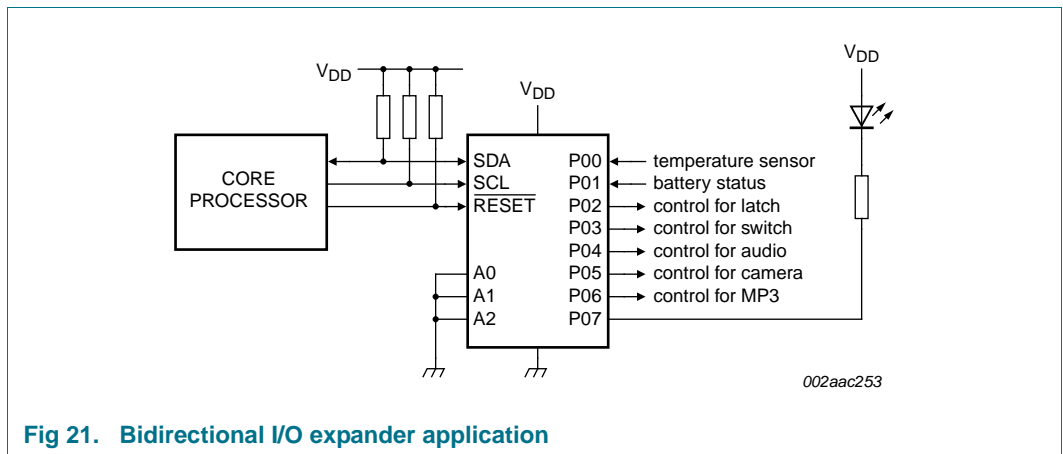 VDD
VDD
VDD
CORE
PROCESSOR
SDA
SCL
RESET
A0
A1
A2
P00
P01
P02
P03
P04
P05
P06
P07
temperature sensor
battery status
control for latch
control for switch
control for audio
control for camera
control for MP3
002aac253
Fig 21. Bidirectional I/O expander application